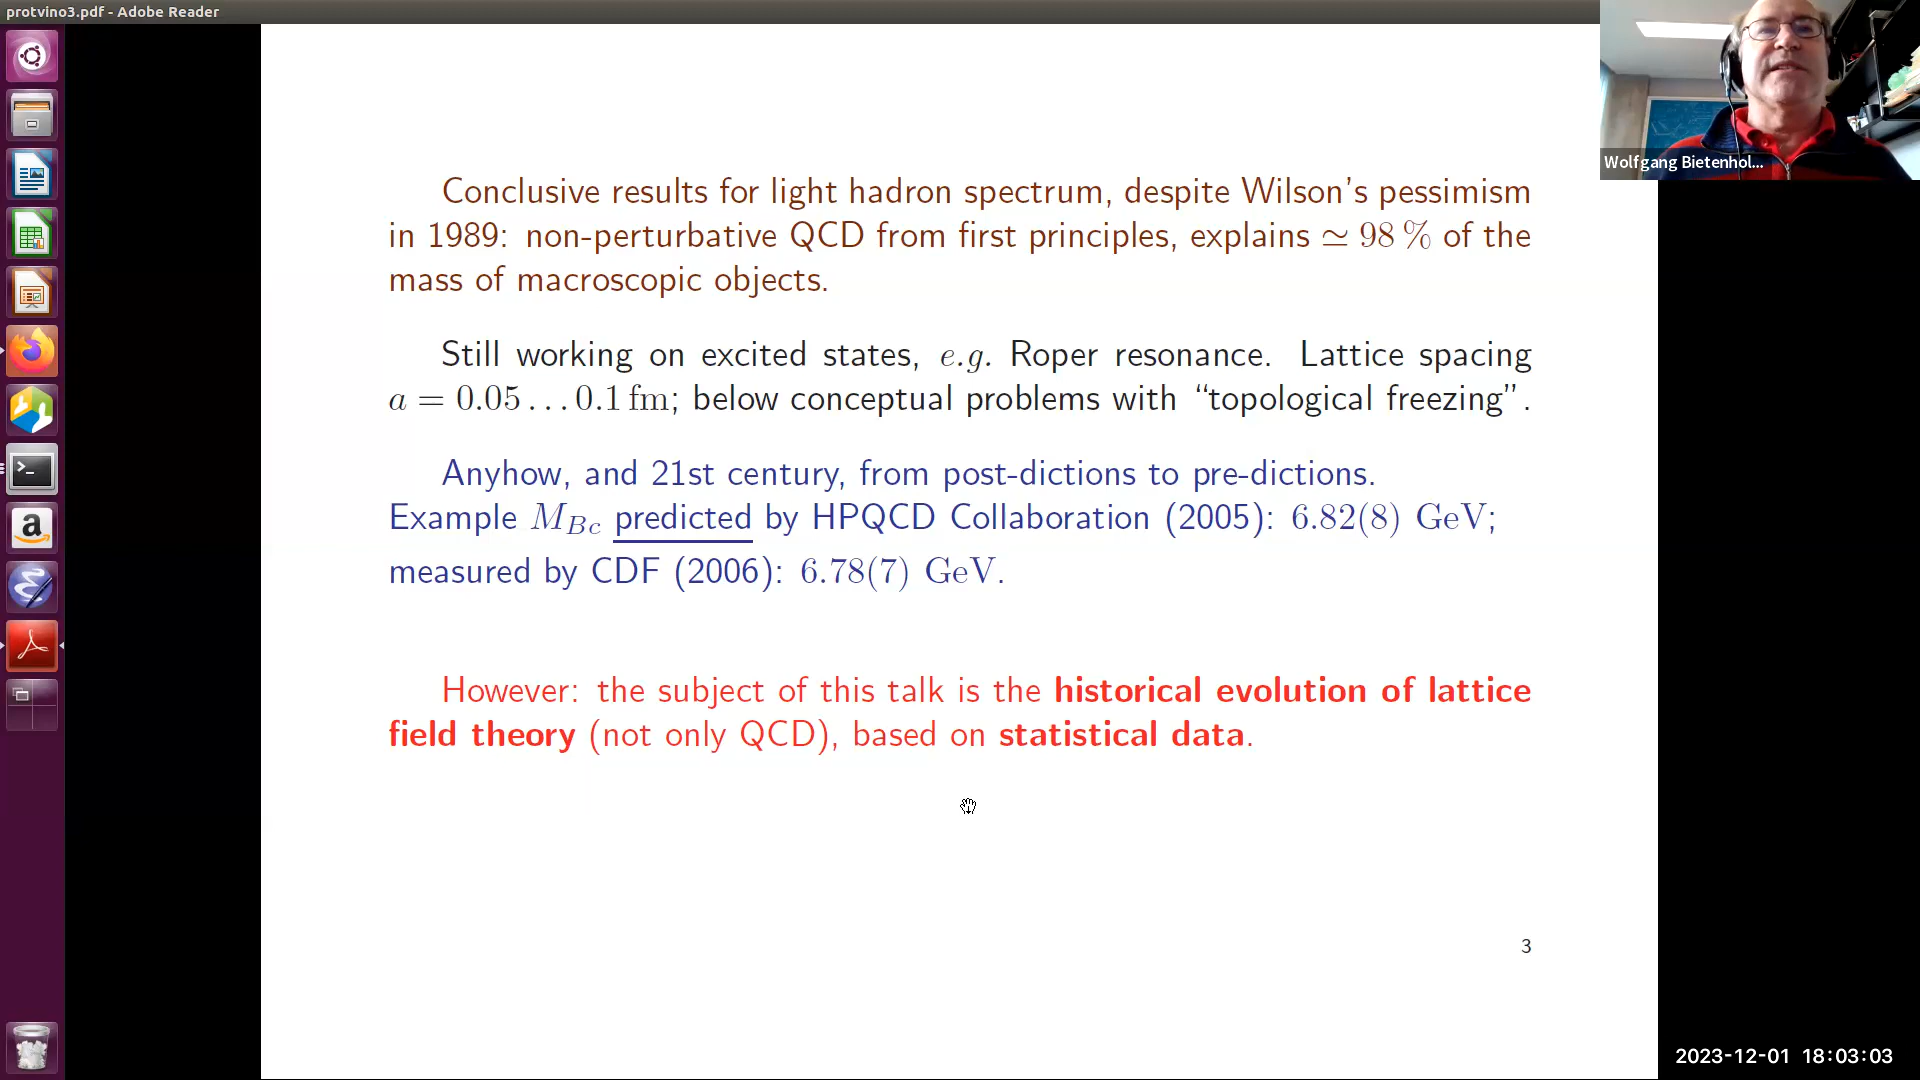 protvino3.pdf - Adobe Reader
Wolfgang Bietenhol...
Conclusive results for light hadron spectrum, despite Wilson's pessimism
in 1989: non-perturbative QCD from first principles, explains ≃ 98 % of the
mass of macroscopic objects.
Still working on excited states, e.g. Roper resonance. Lattice spacing
a = 0.05 . . . 0.1 fm; below conceptual problems with “topological freezing”.
Anyhow, and 21st century, from post-dictions to pre-dictions.
Example M_{Bc} predicted by HPQCD Collaboration (2005): 6.82(8) GeV;
measured by CDF (2006): 6.78(7) GeV.
However: the subject of this talk is the historical evolution of lattice
field theory (not only QCD), based on statistical data.
3
2023-12-01 18:03:03